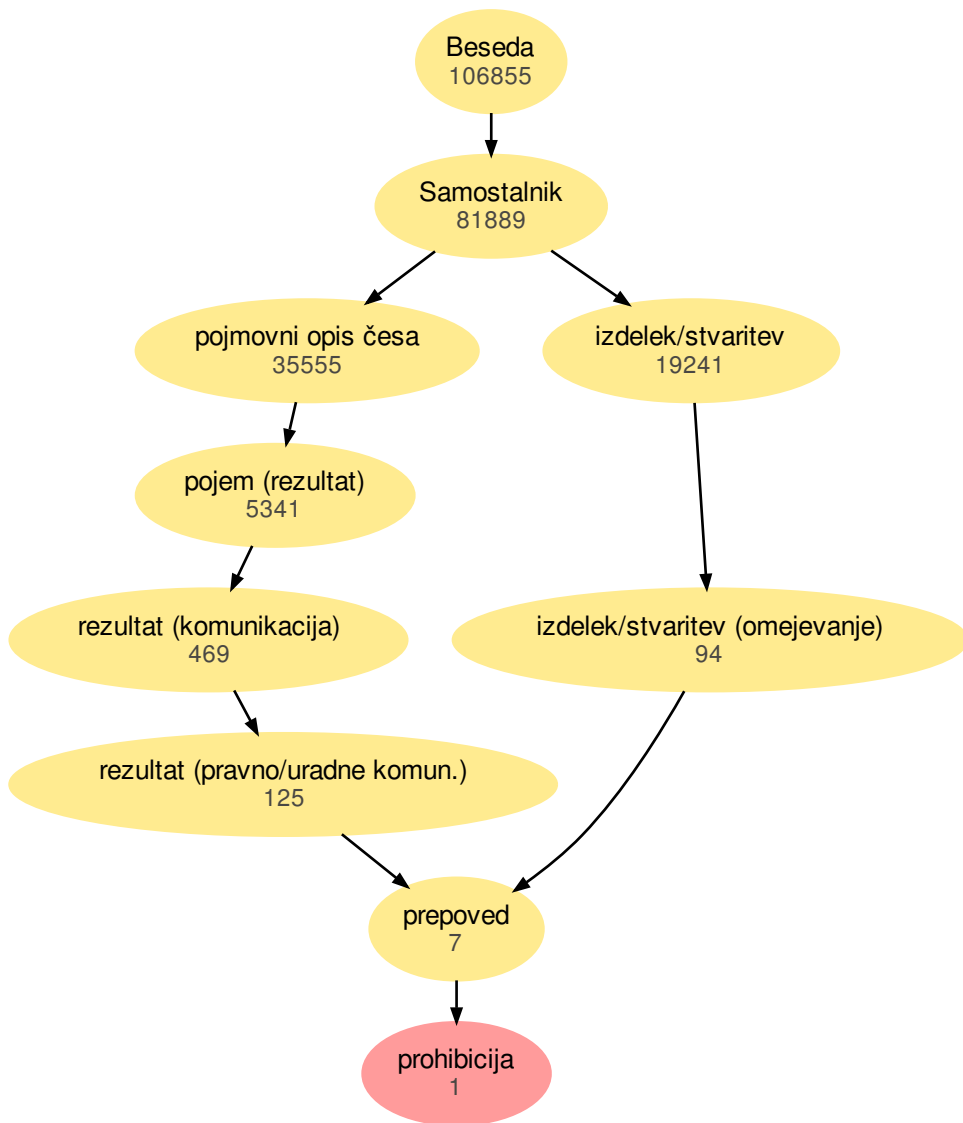 Beseda
106855
Samostalnik
81889
pojmovni opis česa
35555
izdelek/stvaritev
19241
pojem (rezultat)
5341
rezultat (komunikacija)
469
izdelek/stvaritev (omejevanje)
94
rezultat (pravno/uradne komun.)
125
prepoved
7
prohibicija
1